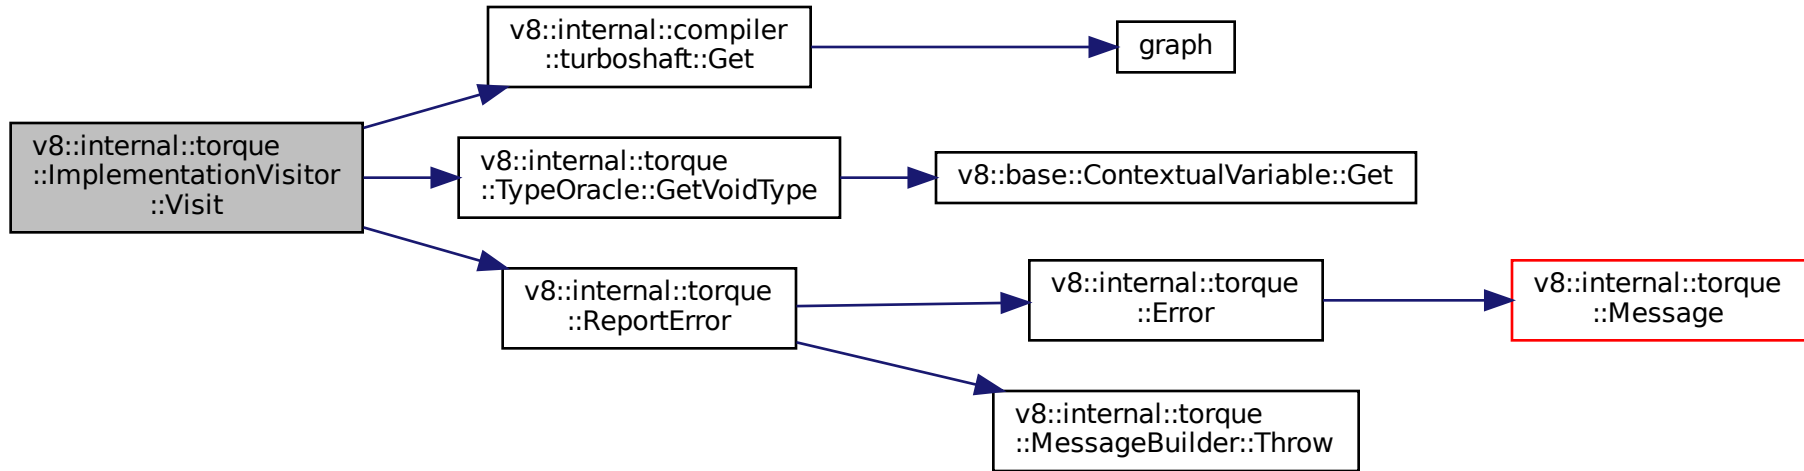 v8::internal::torque
::ImplementationVisitor
::Visit
v8::internal::compiler
::turboshaft::Get
graph
v8::internal::torque
::TypeOracle::GetVoidType
v8::base::ContextualVariable::Get
v8::internal::torque
::ReportError
v8::internal::torque
::Error
v8::internal::torque
::Message
v8::internal::torque
::MessageBuilder::Throw